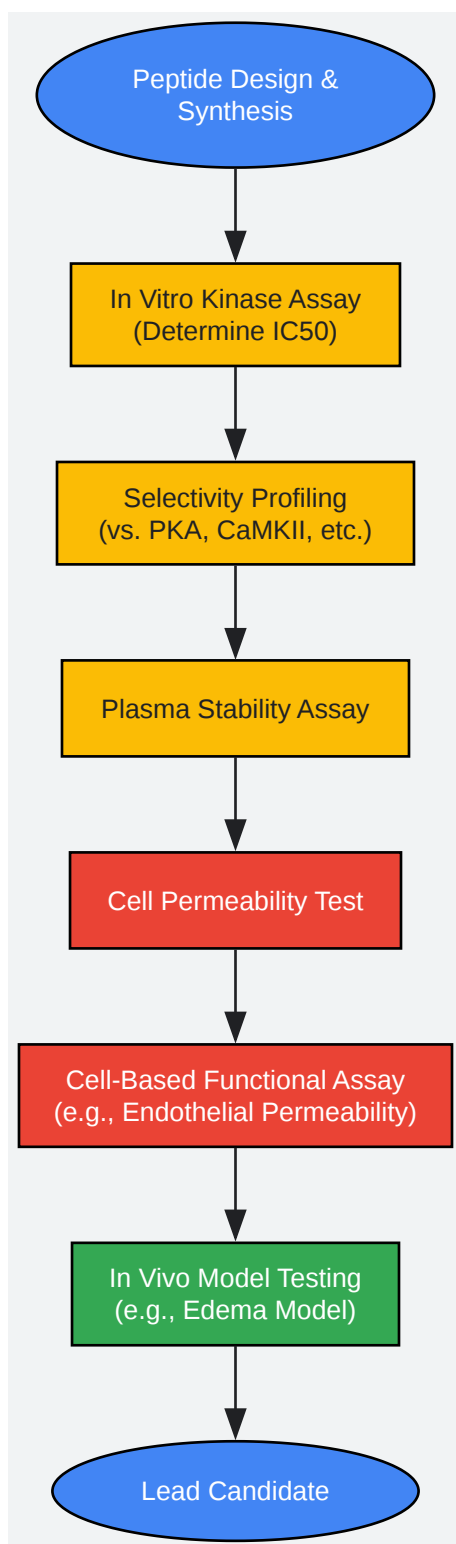 Peptide Design &
Synthesis
In Vitro Kinase Assay
(Determine IC50)
Selectivity Profiling
(vs. PKA, CaMKII, etc.)
Plasma Stability Assay
Cell Permeability Test
Cell-Based Functional Assay
(e.g., Endothelial Permeability)
In Vivo Model Testing
(e.g., Edema Model)
Lead Candidate